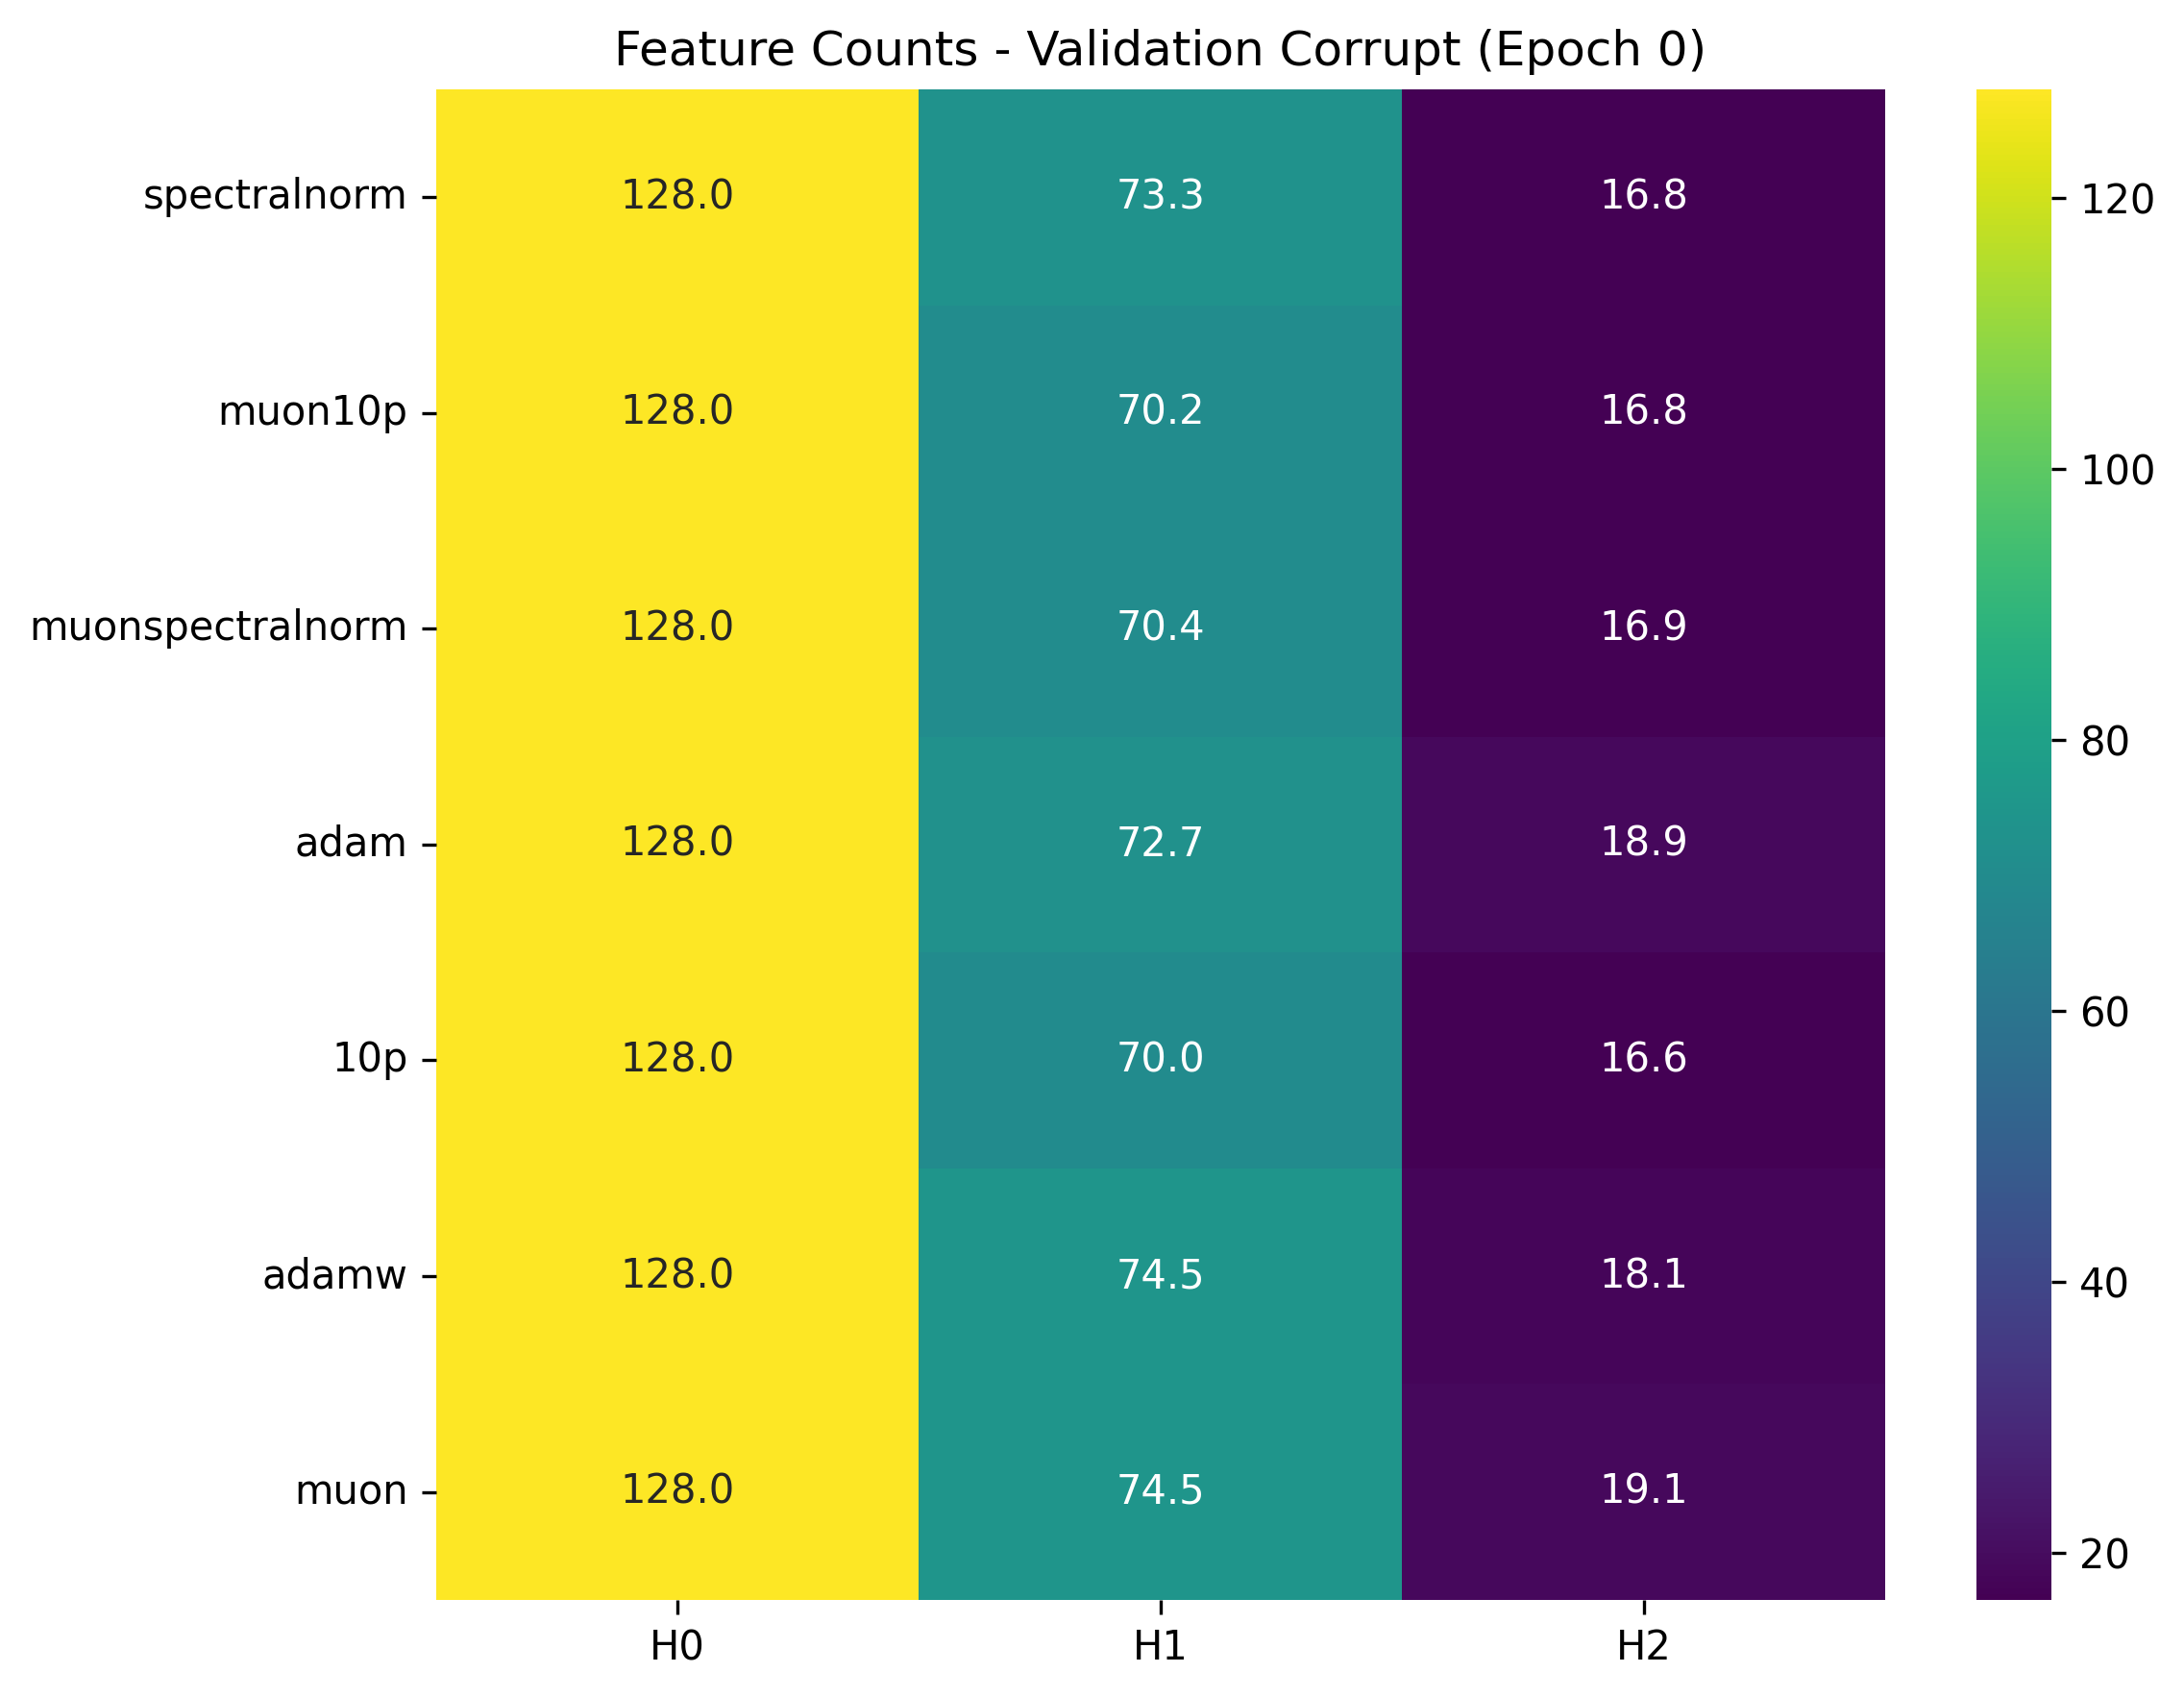 Feature Counts - Validation Corrupt (Epoch 0)
spectralnorm 128.0 73.3 16.8
muon10p 128.0 70.2 16.8
muonspectralnorm 128.0 70.4 16.9
adam 128.0 72.7 18.9
10p 128.0 70.0 16.6
adamw 128.0 74.5 18.1
muon 128.0 74.5 19.1
H0 H1 H2
120
100
80
60
40
20